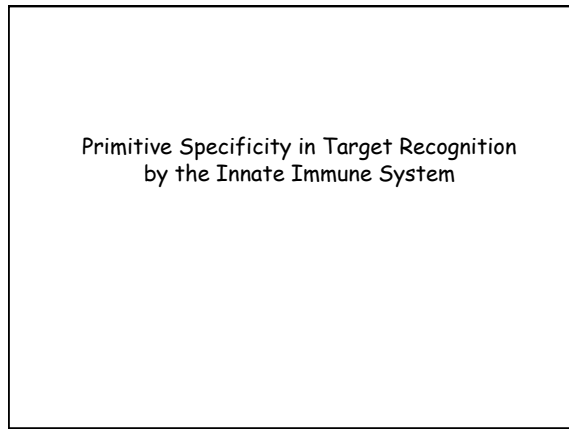 Primitive Specificity in Target Recognition
by the Innate Immune System